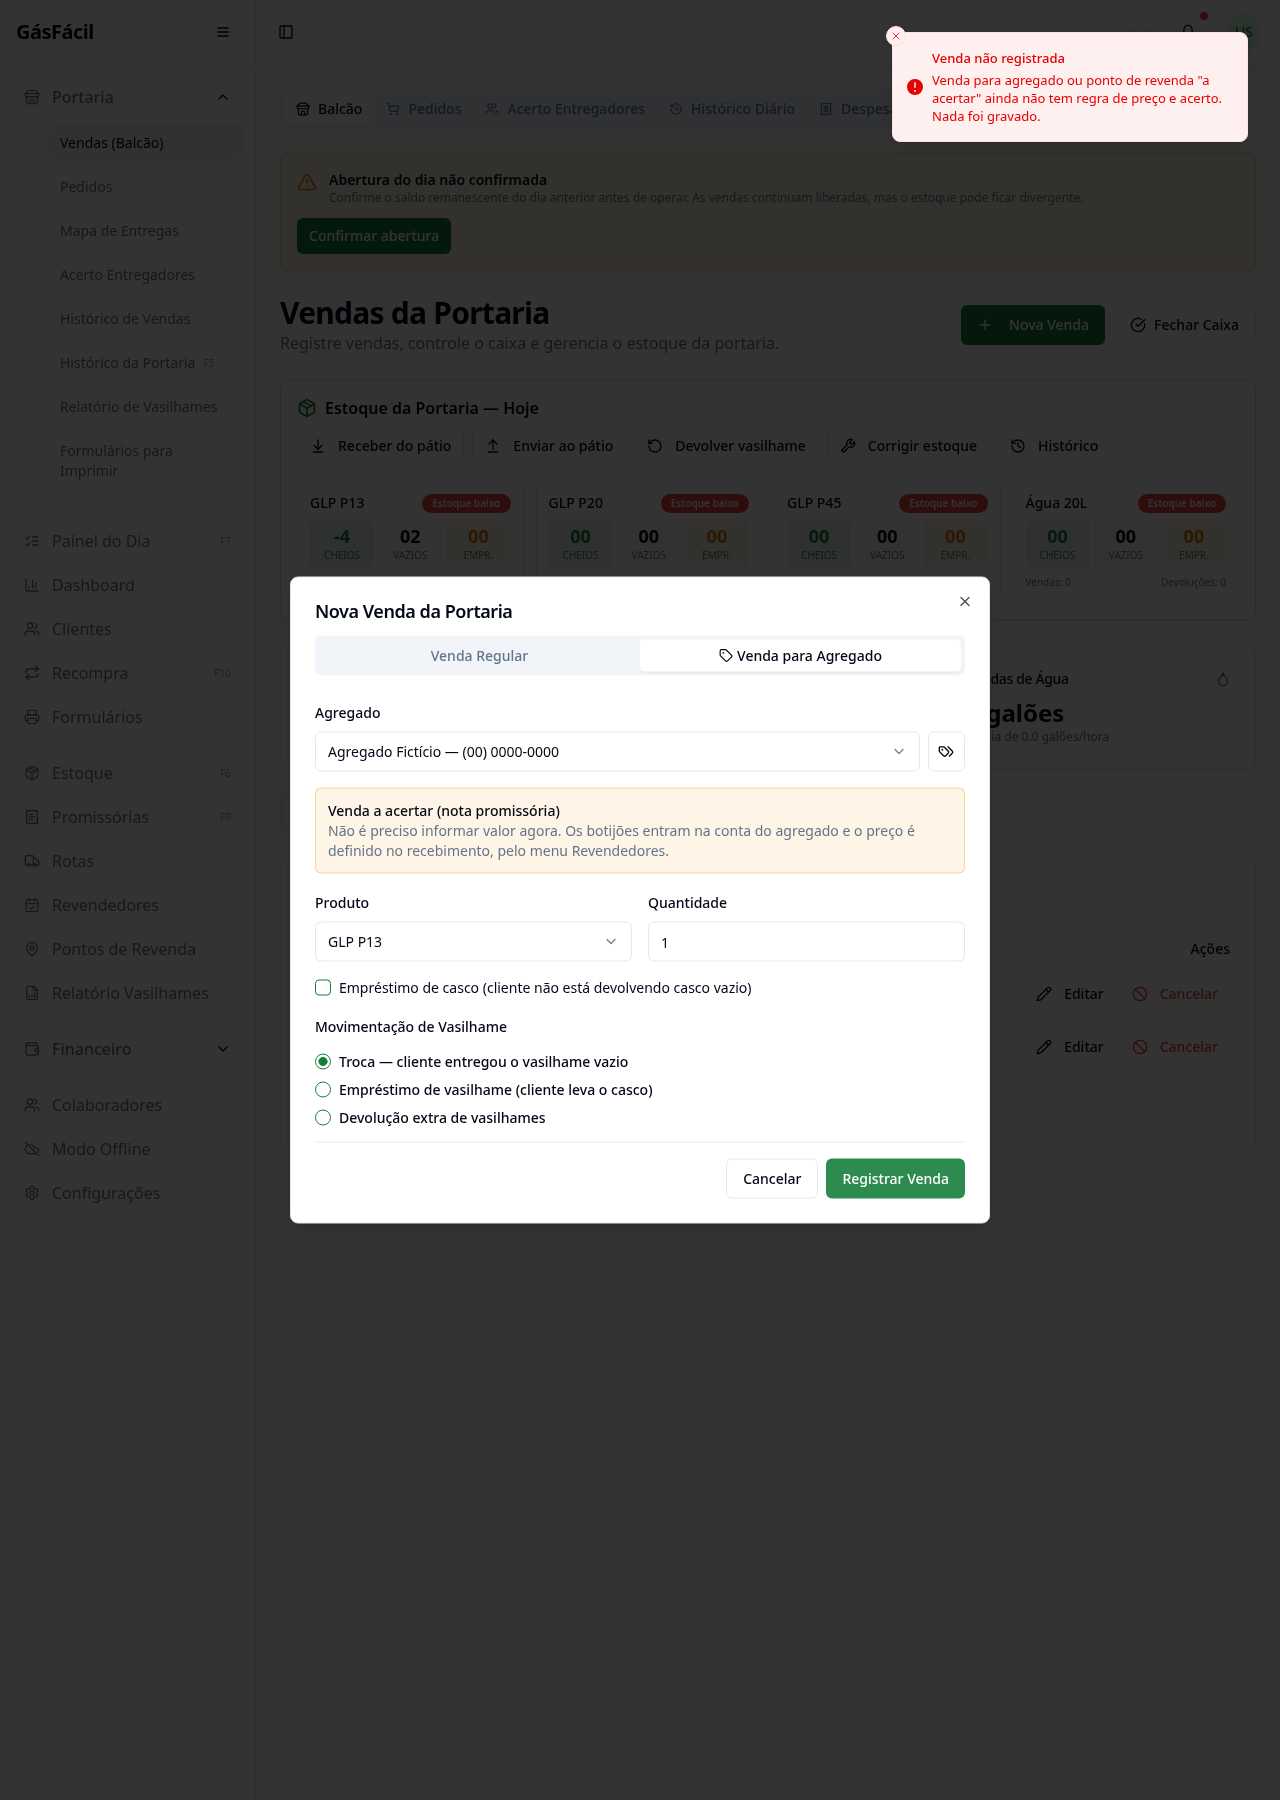 GásFácil
US
Venda não registrada
Venda para agregado ou ponto de revenda "a
acertar" ainda não tem regra de preço e acerto.
Nada foi gravado.
Portaria
Vendas (Balcão)
Pedidos
Mapa de Entregas
Acerto Entregadores
Histórico de Vendas
Histórico da Portaria F5
Relatório de Vasilhames
Formulários para
Imprimir
Painel do Dia F7
Dashboard
Clientes
Recompra F10
Formulários
Estoque F6
Promissórias F9
Rotas
Revendedores
Pontos de Revenda
Relatório Vasilhames
Financeiro
Colaboradores
Modo Offline
Configurações
Balcão Pedidos Acerto Entregadores Histórico Diário
Abertura do dia não confirmada
Confirme o saldo remanescente do dia anterior antes de operar. As vendas continuam liberadas, mas o estoque pode ficar divergente.
Confirmar abertura
Vendas da Portaria
Registre vendas, controle o caixa e gerencia o estoque da portaria.
Nova Venda Fechar Caixa
Estoque da Portaria — Hoje
Receber do pátio Enviar ao pátio Devolver vasilhame Corrigir estoque Histórico
GLP P13 Estoque baixo GLP P20 Estoque baixo GLP P45 Estoque baixo Água 20L Estoque baixo
-4 02 00 00 00 00 00 00 00 00 00 00
CHEIOS VAZIOS EMPR. CHEIOS VAZIOS EMPR. CHEIOS VAZIOS EMPR. CHEIOS VAZIOS EMPR.
Vendas: 0 Devoluções: 0
das de Água
galões
ia de 0.0 galões/hora
Ações
Editar Cancelar
Editar Cancelar
Nova Venda da Portaria
Venda Regular Venda para Agregado
Agregado
Agregado Fictício — (00) 0000-0000
Venda a acertar (nota promissória)
Não é preciso informar valor agora. Os botijões entram na conta do agregado e o preço é
definido no recebimento, pelo menu Revendedores.
Produto Quantidade
GLP P13 1
Empréstimo de casco (cliente não está devolvendo casco vazio)
Movimentação de Vasilhame
Troca — cliente entregou o vasilhame vazio
Empréstimo de vasilhame (cliente leva o casco)
Devolução extra de vasilhames
Cancelar Registrar Venda